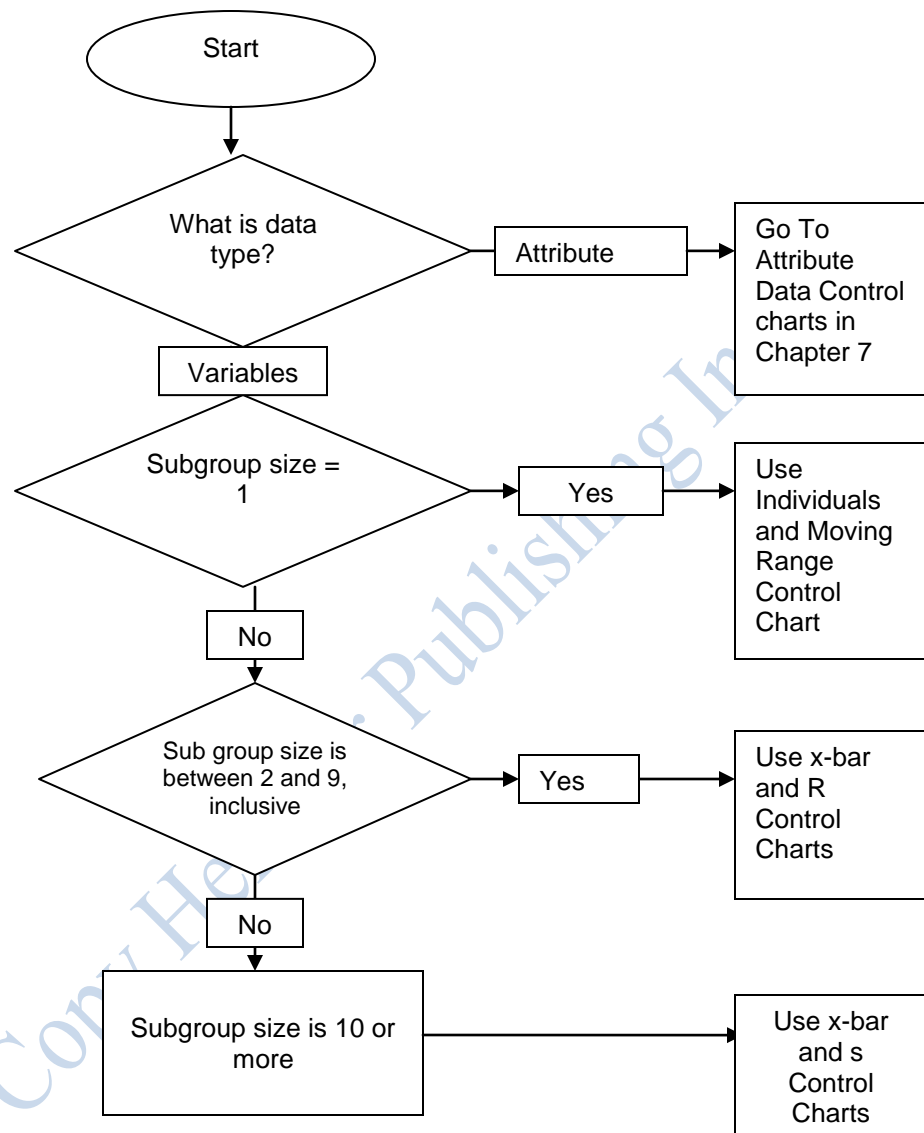 Start
What is data
type?
Attribute
Go To
Attribute
Data Control
charts in
Chapter 7
Variables
Subgroup size =
1
Yes
Use
Individuals
and Moving
Range
Control
Chart
No
Sub group size is
between 2 and 9,
inclusive
Yes
Use x-bar
and R
Control
Charts
No
Subgroup size is 10 or
more
Use x-bar
and s
Control
Charts
Copy
Publishing